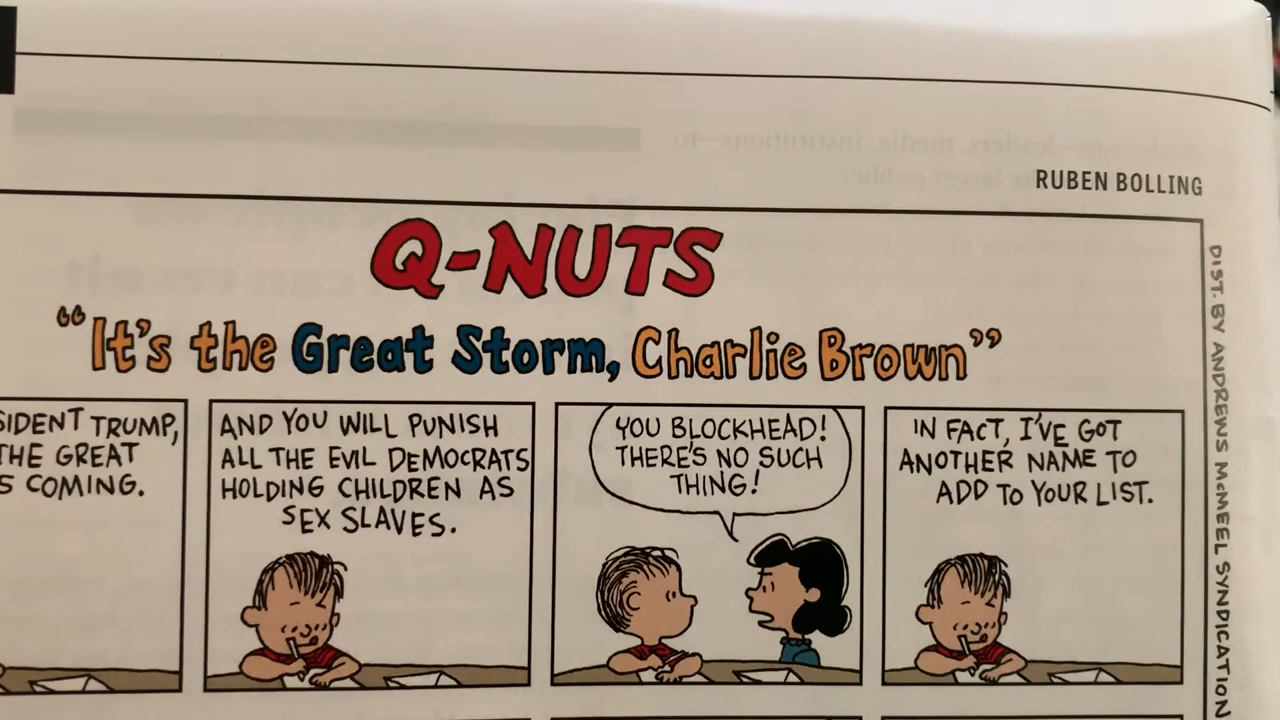 RUBEN BOLLING
Q-NUTS
"It's the Great Storm, Charlie Brown"
SIDENT TRUMP,
THE GREAT
S COMING.
AND YOU WILL PUNISH
ALL THE EVIL DEMOCRATS
HOLDING CHILDREN AS
SEX SLAVES.
YOU BLOCKHEAD!
THERE'S NO SUCH
THING!
IN FACT, I'VE GOT
ANOTHER NAME TO
ADD TO YOUR LIST.
DIST. BY ANDREWS McMEEL SYNDICATION